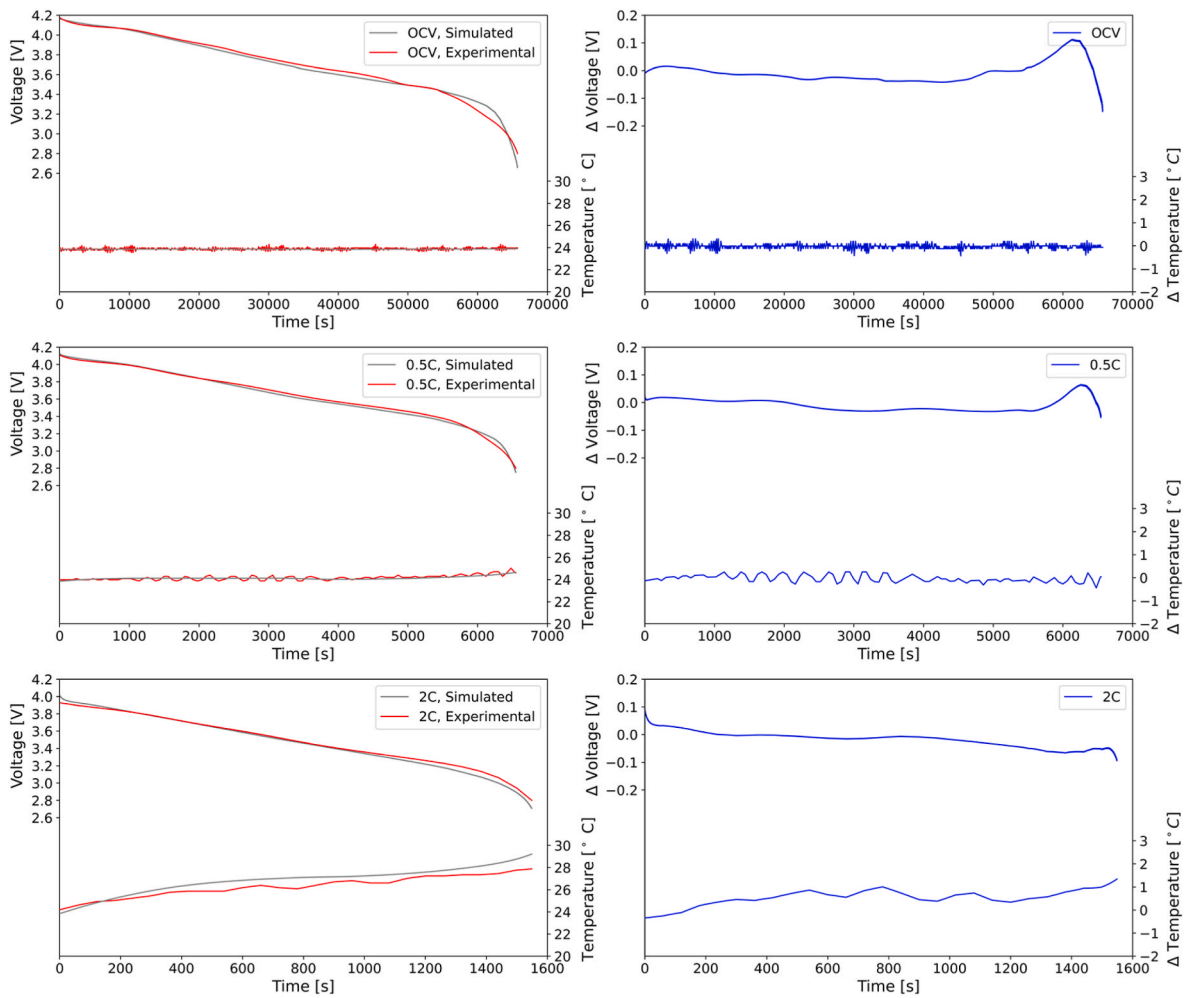 4.2
4.0
3.8
3.6
3.4
3.2
3.0
2.8
2.6
Voltage [V]
OCV, Simulated
OCV, Experimental
30
28
26
24
22
20
Temperature [° C]
0 10000 20000 30000 40000 50000 60000 70000
Time [s]
0.2
0.1
0.0
−0.1
−0.2
Δ Voltage [V]
OCV
3
2
1
0
−1
−2
Δ Temperature [°C]
0 10000 20000 30000 40000 50000 60000 70000
Time [s]
4.2
4.0
3.8
3.6
3.4
3.2
3.0
2.8
2.6
Voltage [V]
0.5C, Simulated
0.5C, Experimental
30
28
26
24
22
20
Temperature [° C]
0 1000 2000 3000 4000 5000 6000 7000
Time [s]
0.2
0.1
0.0
−0.1
−0.2
Δ Voltage [V]
0.5C
3
2
1
0
−1
−2
Δ Temperature [°C]
0 1000 2000 3000 4000 5000 6000 7000
Time [s]
4.2
4.0
3.8
3.6
3.4
3.2
3.0
2.8
2.6
Voltage [V]
2C, Simulated
2C, Experimental
30
28
26
24
22
20
Temperature [° C]
0 200 400 600 800 1000 1200 1400 1600
Time [s]
0.2
0.1
0.0
−0.1
−0.2
Δ Voltage [V]
2C
3
2
1
0
−1
−2
Δ Temperature [°C]
0 200 400 600 800 1000 1200 1400 1600
Time [s]